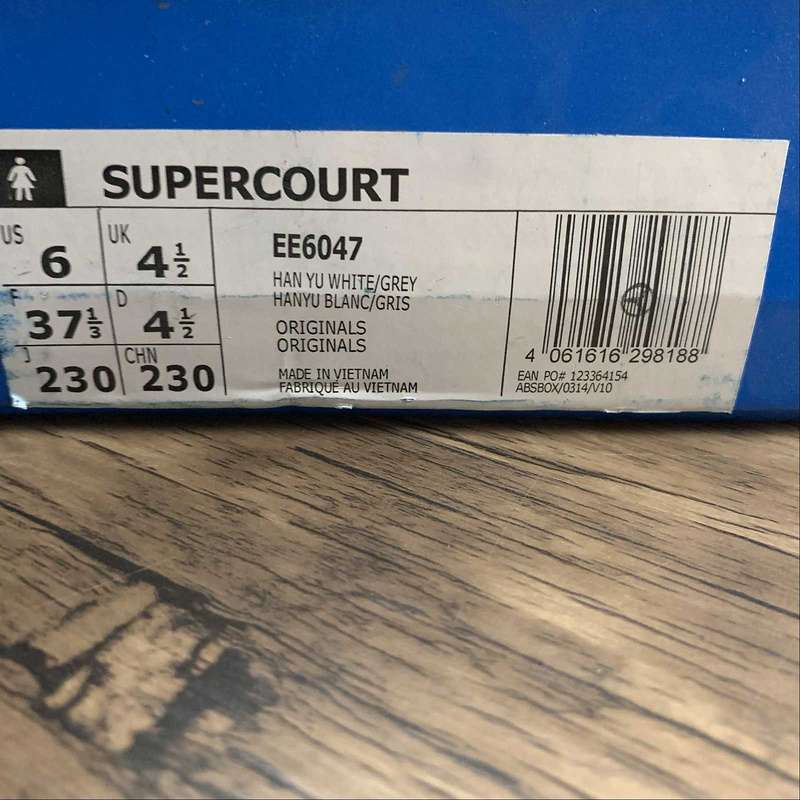 SUPERCOURT
US 6 UK 4 1/2
F 37 1/3 D 4 1/2
J 230 CHN 230
EE6047
HAN YU WHITE/GREY
HANYU BLANC/GRIS
ORIGINALS
ORIGINALS
MADE IN VIETNAM
FABRIQUÉ AU VIETNAM
4 061616 298188
EAN PO# 123364154
ABSBOX/0314/V10